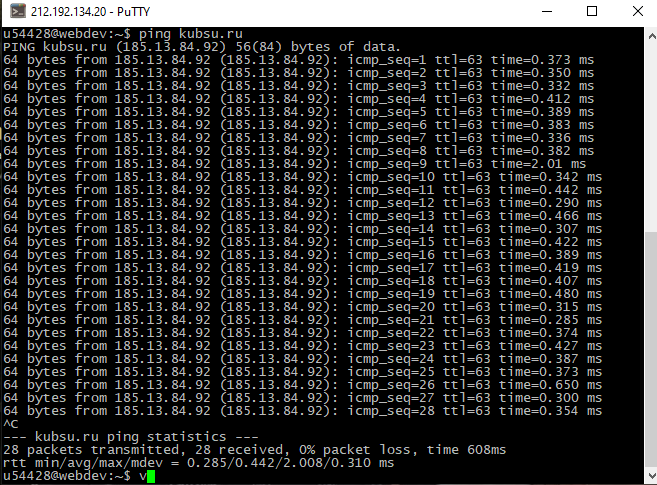 212.192.134.20 - PuTTY
u54428@webdev:~$ ping kubsu.ru
PING kubsu.ru (185.13.84.92) 56(84) bytes of data.
64 bytes from 185.13.84.92 (185.13.84.92): icmp_seq=1 ttl=63 time=0.373 ms
64 bytes from 185.13.84.92 (185.13.84.92): icmp_seq=2 ttl=63 time=0.350 ms
64 bytes from 185.13.84.92 (185.13.84.92): icmp_seq=3 ttl=63 time=0.332 ms
64 bytes from 185.13.84.92 (185.13.84.92): icmp_seq=4 ttl=63 time=0.412 ms
64 bytes from 185.13.84.92 (185.13.84.92): icmp_seq=5 ttl=63 time=0.389 ms
64 bytes from 185.13.84.92 (185.13.84.92): icmp_seq=6 ttl=63 time=0.383 ms
64 bytes from 185.13.84.92 (185.13.84.92): icmp_seq=7 ttl=63 time=0.336 ms
64 bytes from 185.13.84.92 (185.13.84.92): icmp_seq=8 ttl=63 time=0.382 ms
64 bytes from 185.13.84.92 (185.13.84.92): icmp_seq=9 ttl=63 time=2.01 ms
64 bytes from 185.13.84.92 (185.13.84.92): icmp_seq=10 ttl=63 time=0.342 ms
64 bytes from 185.13.84.92 (185.13.84.92): icmp_seq=11 ttl=63 time=0.442 ms
64 bytes from 185.13.84.92 (185.13.84.92): icmp_seq=12 ttl=63 time=0.290 ms
64 bytes from 185.13.84.92 (185.13.84.92): icmp_seq=13 ttl=63 time=0.466 ms
64 bytes from 185.13.84.92 (185.13.84.92): icmp_seq=14 ttl=63 time=0.307 ms
64 bytes from 185.13.84.92 (185.13.84.92): icmp_seq=15 ttl=63 time=0.422 ms
64 bytes from 185.13.84.92 (185.13.84.92): icmp_seq=16 ttl=63 time=0.389 ms
64 bytes from 185.13.84.92 (185.13.84.92): icmp_seq=17 ttl=63 time=0.419 ms
64 bytes from 185.13.84.92 (185.13.84.92): icmp_seq=18 ttl=63 time=0.407 ms
64 bytes from 185.13.84.92 (185.13.84.92): icmp_seq=19 ttl=63 time=0.480 ms
64 bytes from 185.13.84.92 (185.13.84.92): icmp_seq=20 ttl=63 time=0.315 ms
64 bytes from 185.13.84.92 (185.13.84.92): icmp_seq=21 ttl=63 time=0.285 ms
64 bytes from 185.13.84.92 (185.13.84.92): icmp_seq=22 ttl=63 time=0.374 ms
64 bytes from 185.13.84.92 (185.13.84.92): icmp_seq=23 ttl=63 time=0.427 ms
64 bytes from 185.13.84.92 (185.13.84.92): icmp_seq=24 ttl=63 time=0.387 ms
64 bytes from 185.13.84.92 (185.13.84.92): icmp_seq=25 ttl=63 time=0.373 ms
64 bytes from 185.13.84.92 (185.13.84.92): icmp_seq=26 ttl=63 time=0.650 ms
64 bytes from 185.13.84.92 (185.13.84.92): icmp_seq=27 ttl=63 time=0.300 ms
64 bytes from 185.13.84.92 (185.13.84.92): icmp_seq=28 ttl=63 time=0.354 ms
^C
--- kubsu.ru ping statistics ---
28 packets transmitted, 28 received, 0% packet loss, time 608ms
rtt min/avg/max/mdev = 0.285/0.442/2.008/0.310 ms
u54428@webdev:~$ v